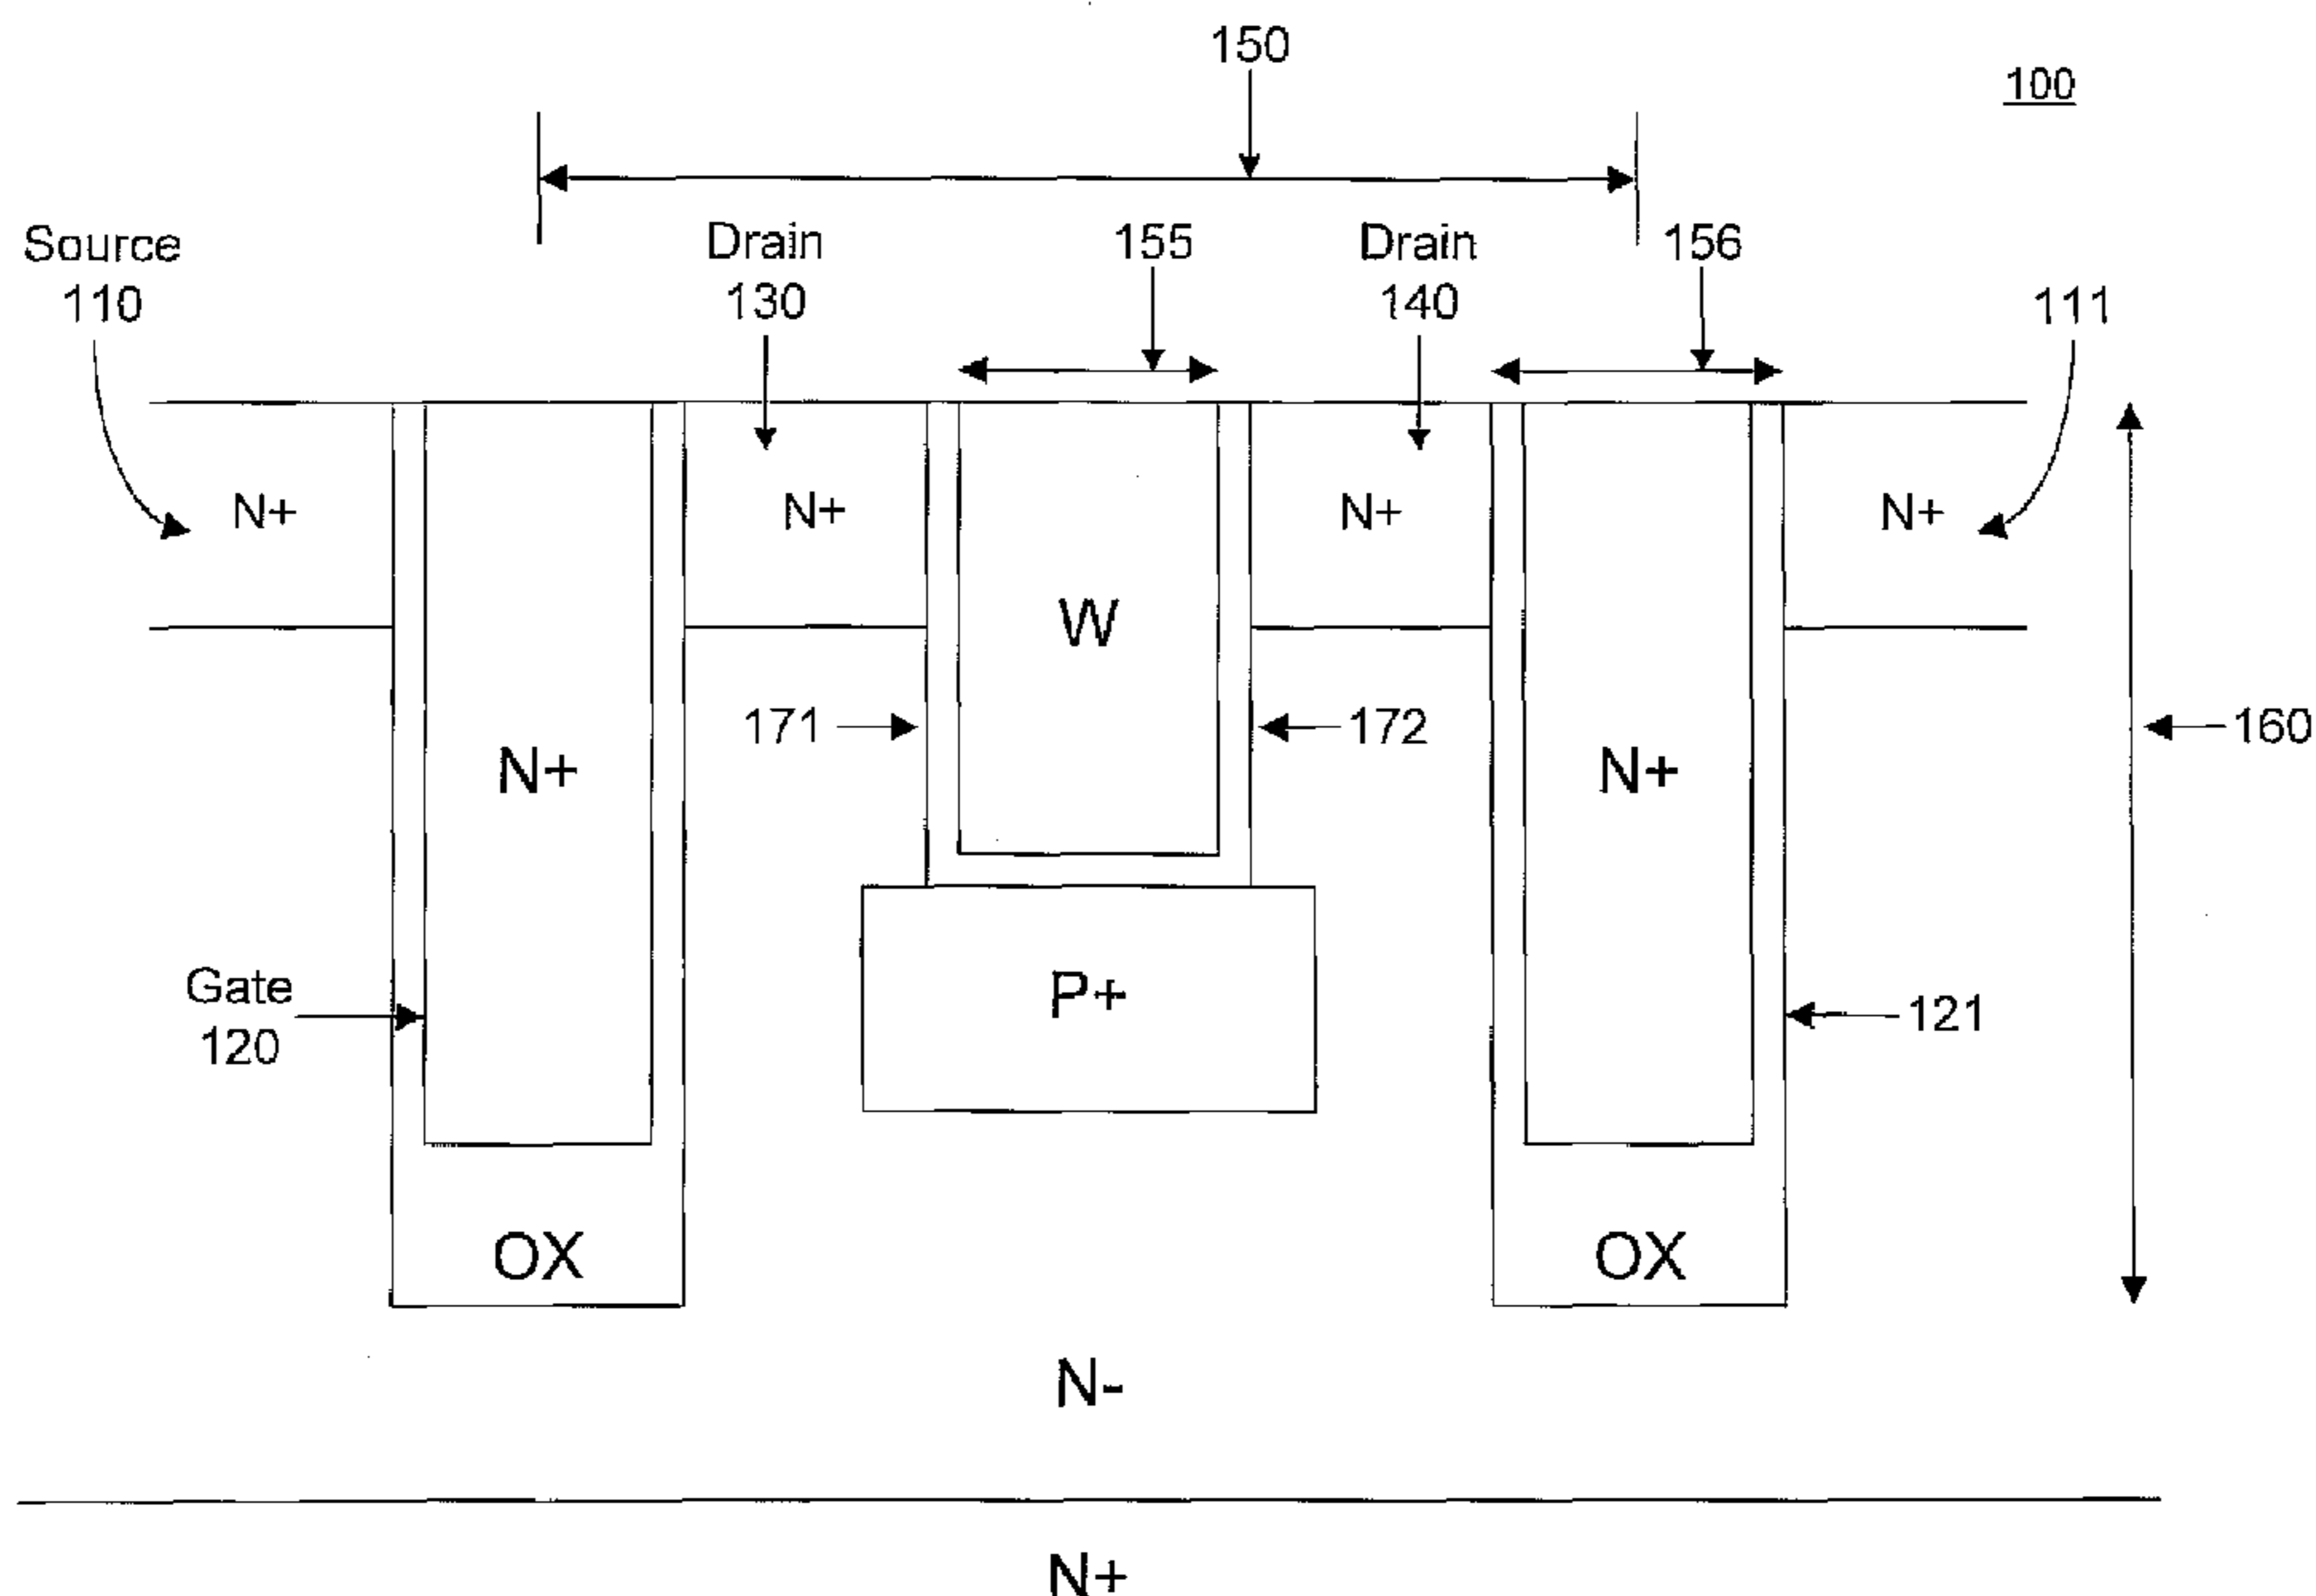 150
100
Source
110
Drain
130
155
Drain
140
156
111
N+
N+
N+
N+
W
171
172
160
N+
N+
Gate
120
P+
121
OX
OX
N-
N+